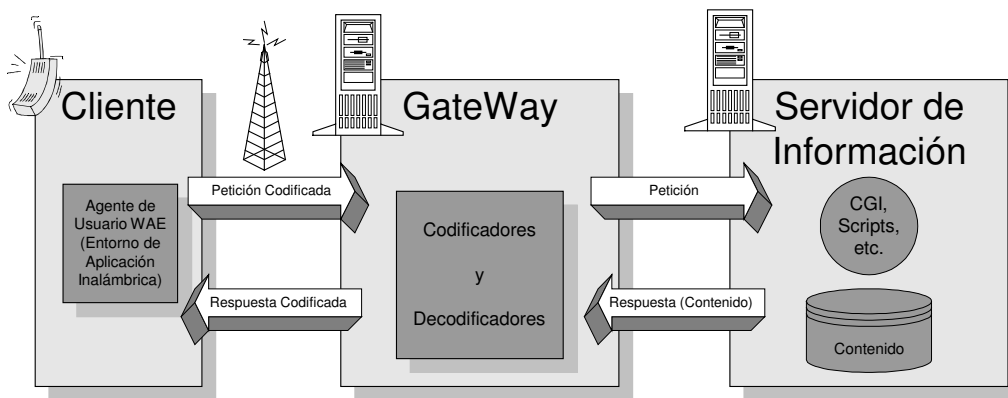 Cliente
GateWay
Servidor de
Información
Petición Codificada
Petición
Agente de
Usuario WAE
(Entorno de
Aplicación
Inalámbrica)
Codificadores
y
Decodificadores
CGI,
Scripts,
etc.
Respuesta Codificada
Respuesta (Contenido)
Contenido